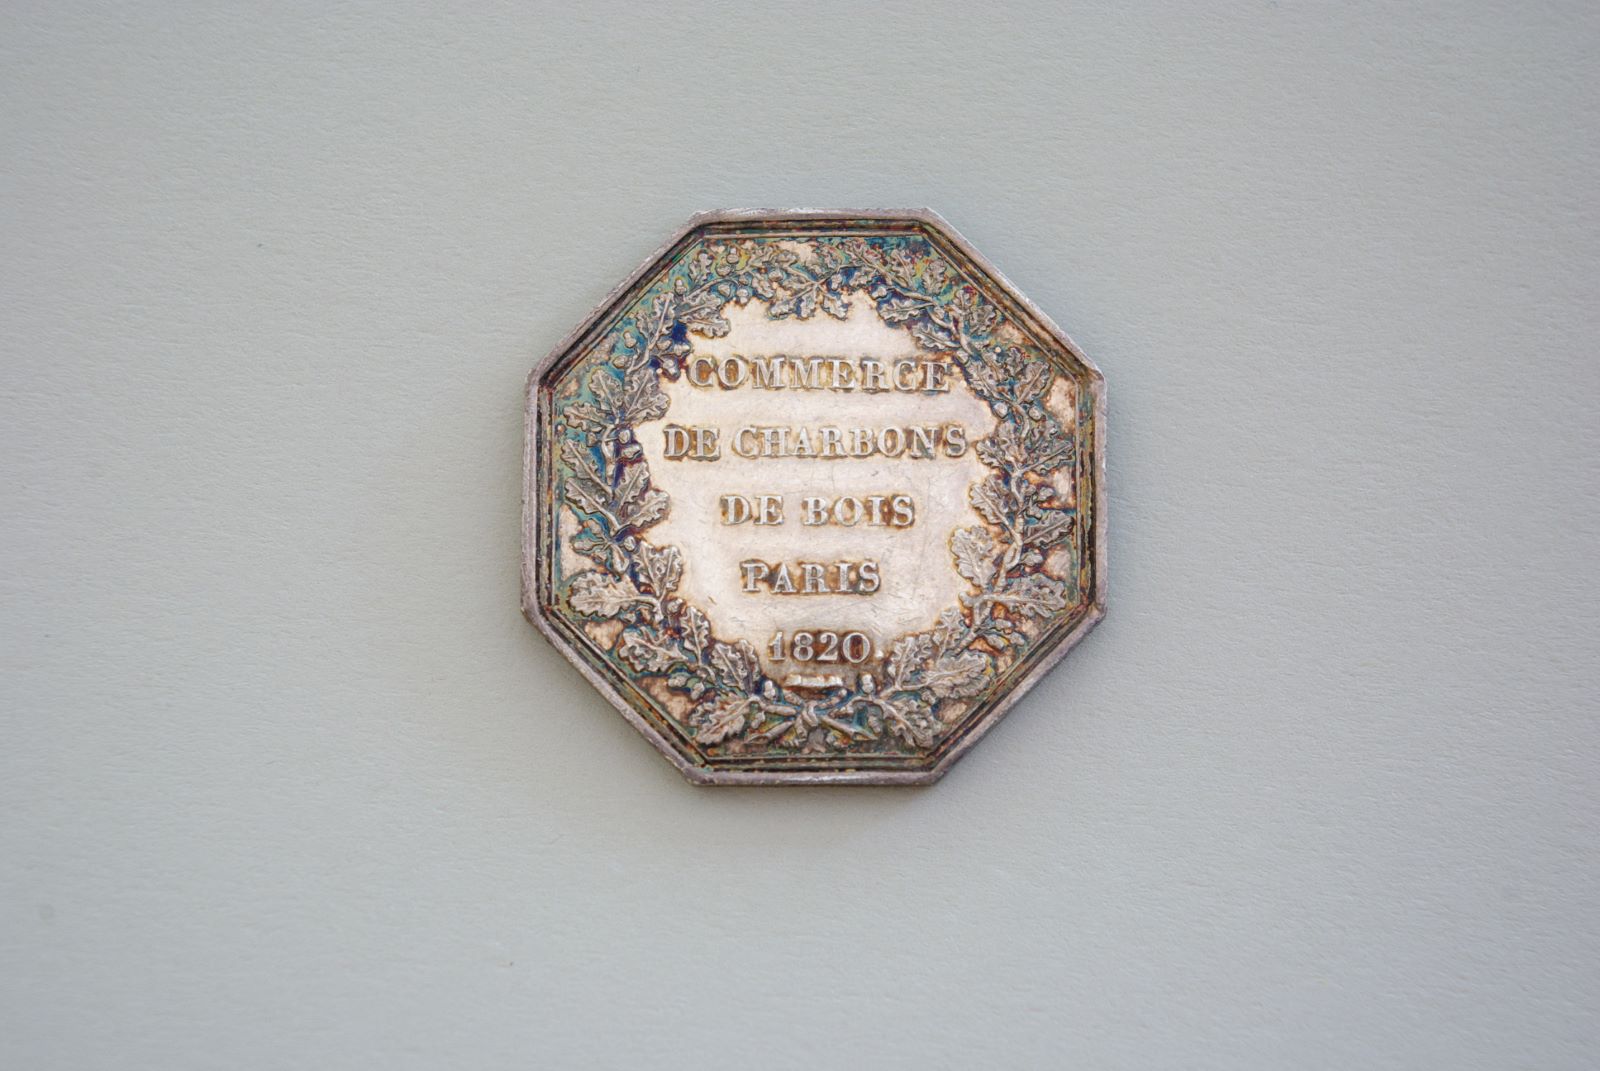 COMMERCE
DE CHARBONS
DE BOIS
PARIS
1820.